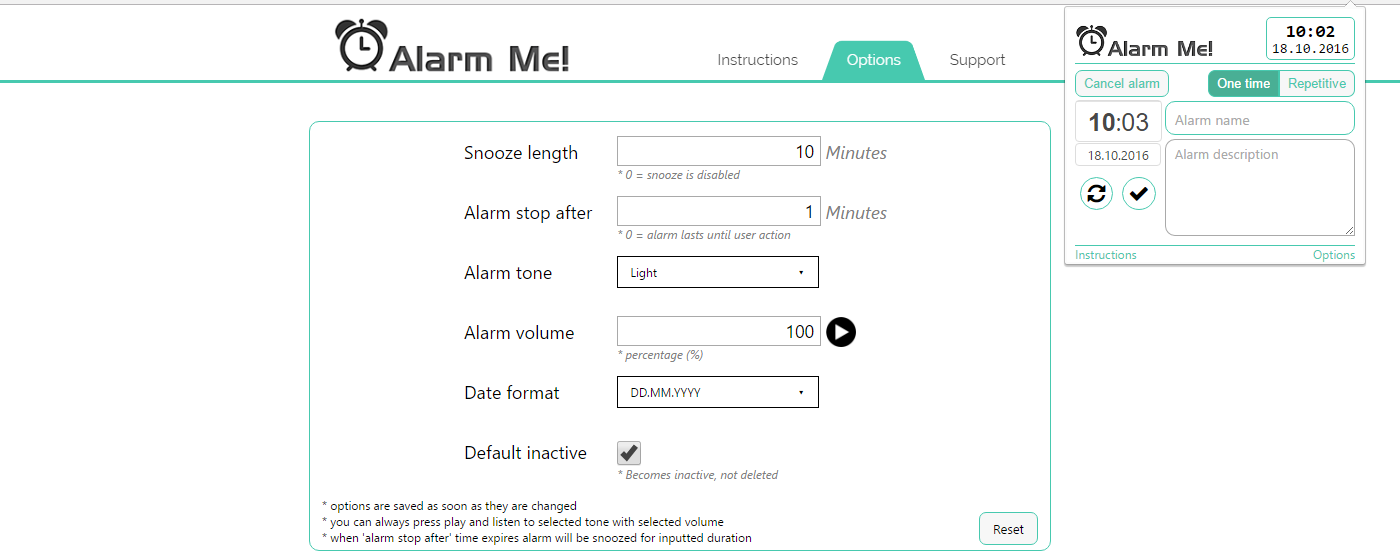 Alarm Me!
Instructions
Options
Support
Snooze length
10
Minutes
* 0 = snooze is disabled
Alarm stop after
1
Minutes
* 0 = alarm lasts until user action
Alarm tone
Light
Alarm volume
100
* percentage (%)
Date format
DD.MM.YYYY
Default inactive
* Becomes inactive, not deleted
* options are saved as soon as they are changed
* you can always press play and listen to selected tone with selected volume
* when 'alarm stop after' time expires alarm will be snoozed for inputted duration
Reset
Alarm Me!
10:02
18.10.2016
Cancel alarm
One time
Repetitive
10:03
18.10.2016
Alarm name
Alarm description
Instructions
Options